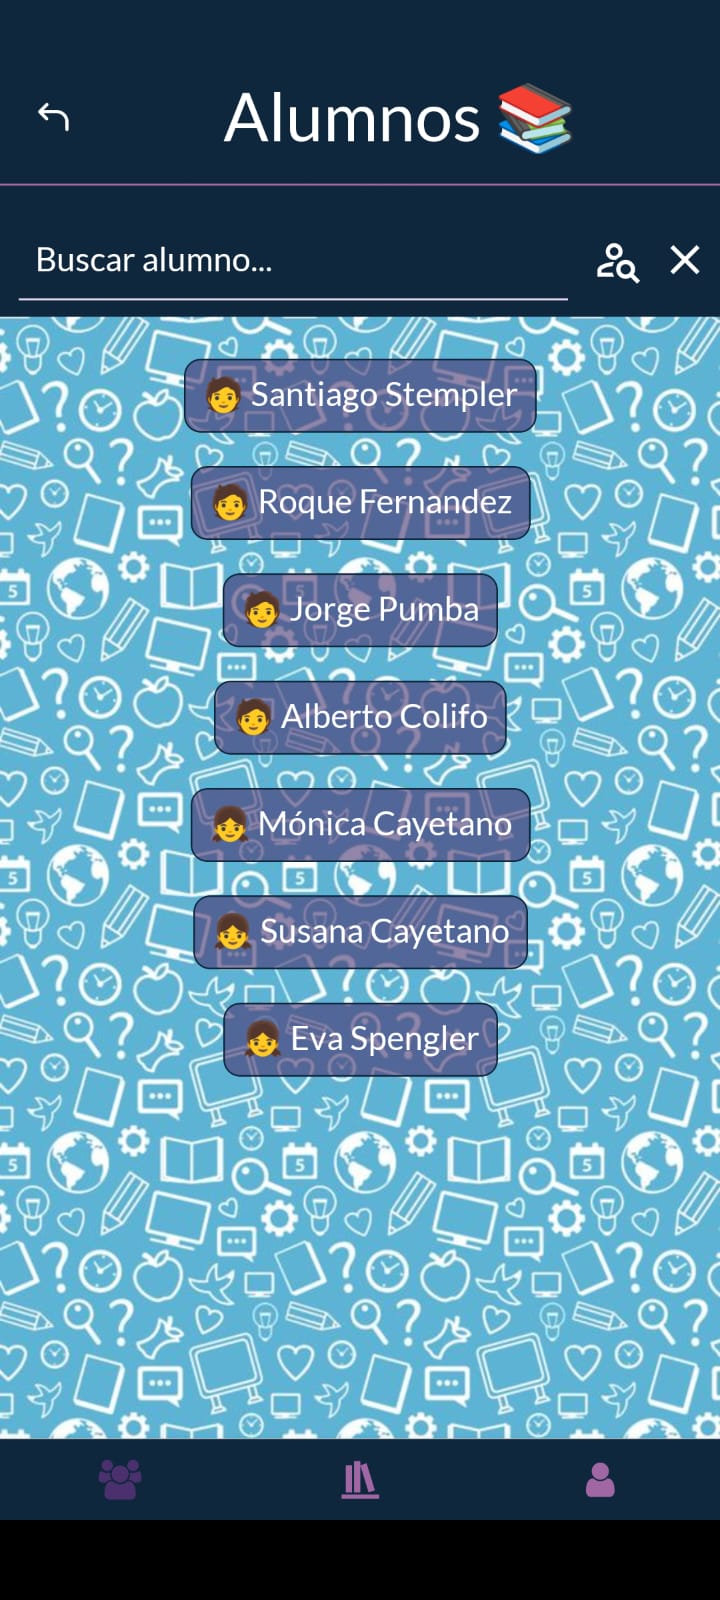 Alumnos
Buscar alumno...
Santiago Stempler
Roque Fernandez
Jorge Pumba
Alberto Colifo
Mónica Cayetano
Susana Cayetano
Eva Spengler